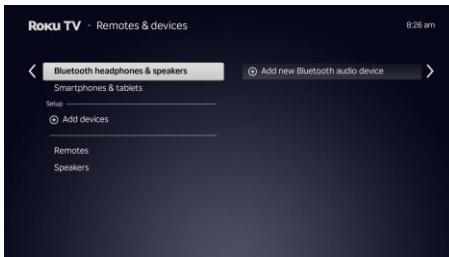 Roku TV · Remotes & devices
8:26 am
Bluetooth headphones & speakers
Add new Bluetooth audio device
Smartphones & tablets
Setup
Add devices
Remotes
Speakers